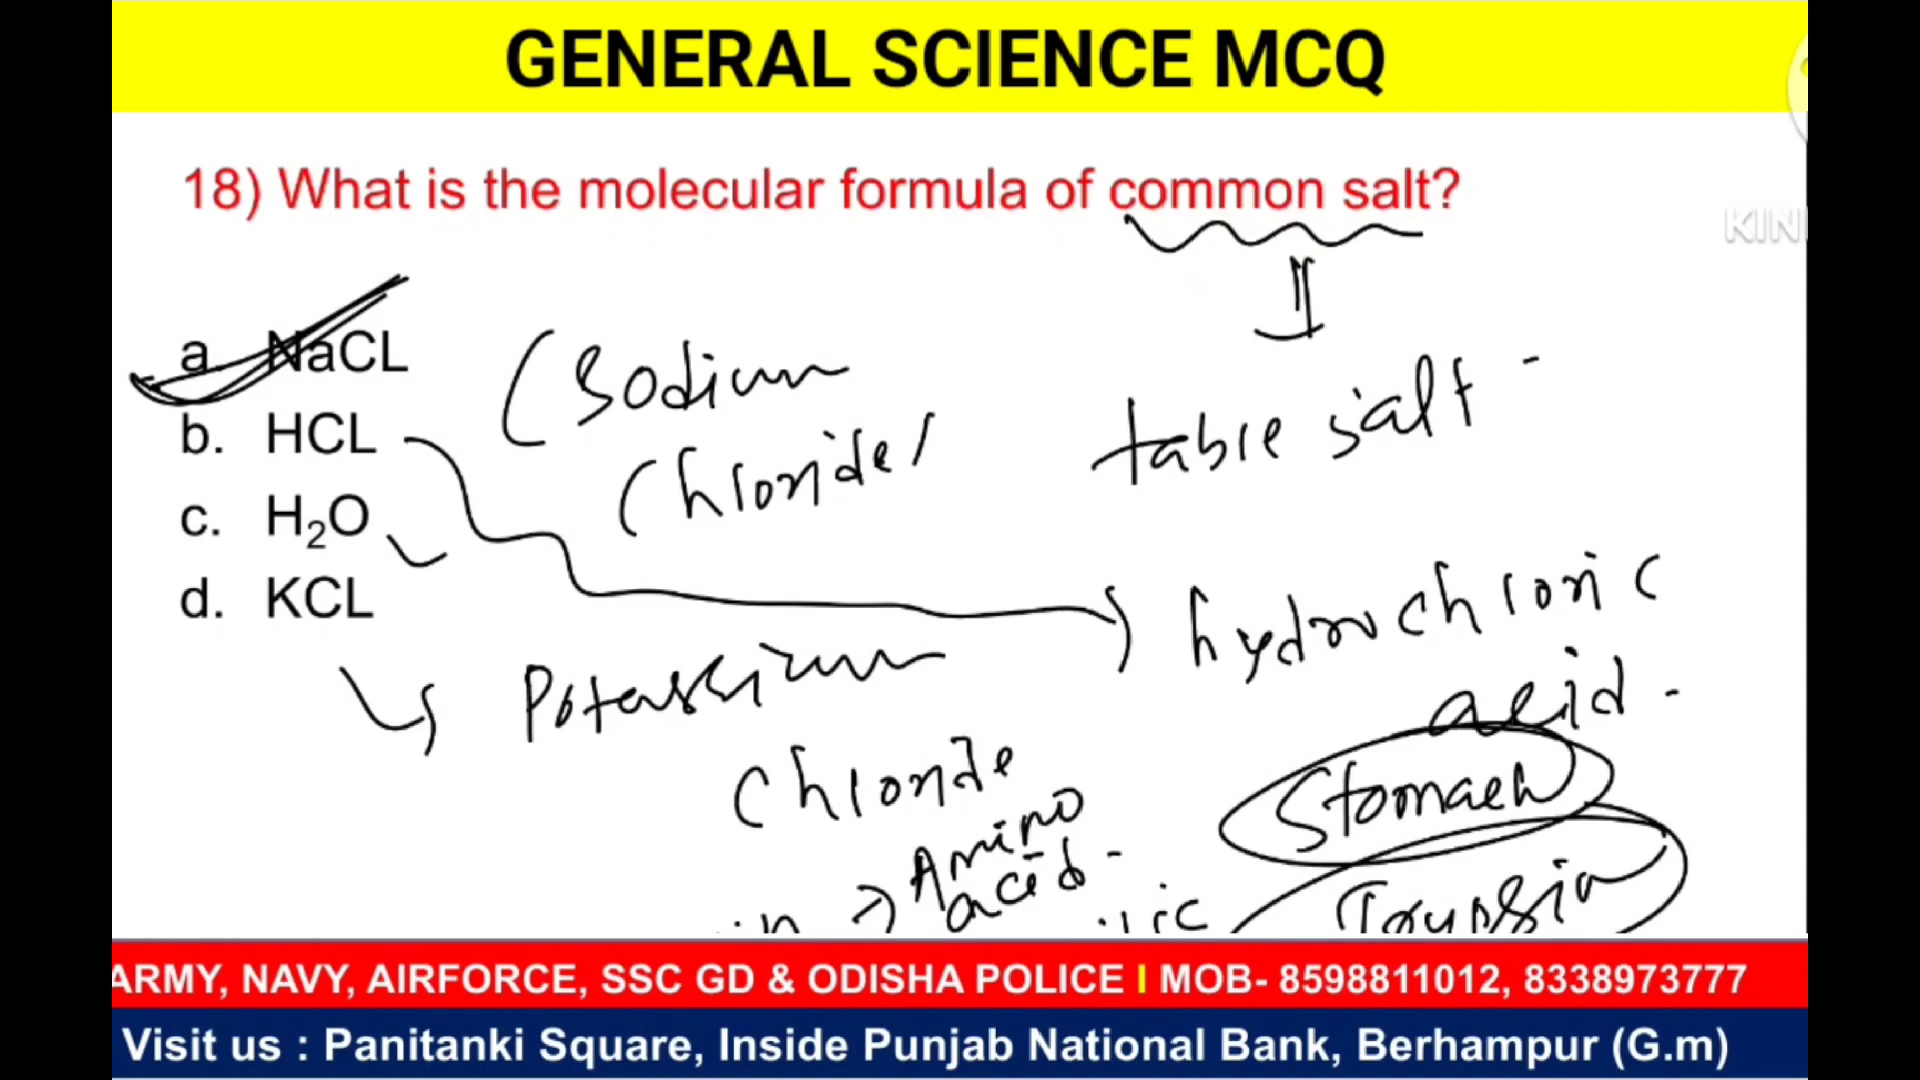 GENERAL SCIENCE MCQ
18) What is the molecular formula of common salt?
KIN
a. NaCL
(Sodium
Chloride)
table salt -
b. HCL
c. H₂O
d. KCL
hydrochloric
acid -
Potassium
Chloride
Stomach
Amino
acid -
ARMY, NAVY, AIRFORCE, SSC GD & ODISHA POLICE I MOB- 8598811012, 8338973777
Visit us : Panitanki Square, Inside Punjab National Bank, Berhampur (G.m)